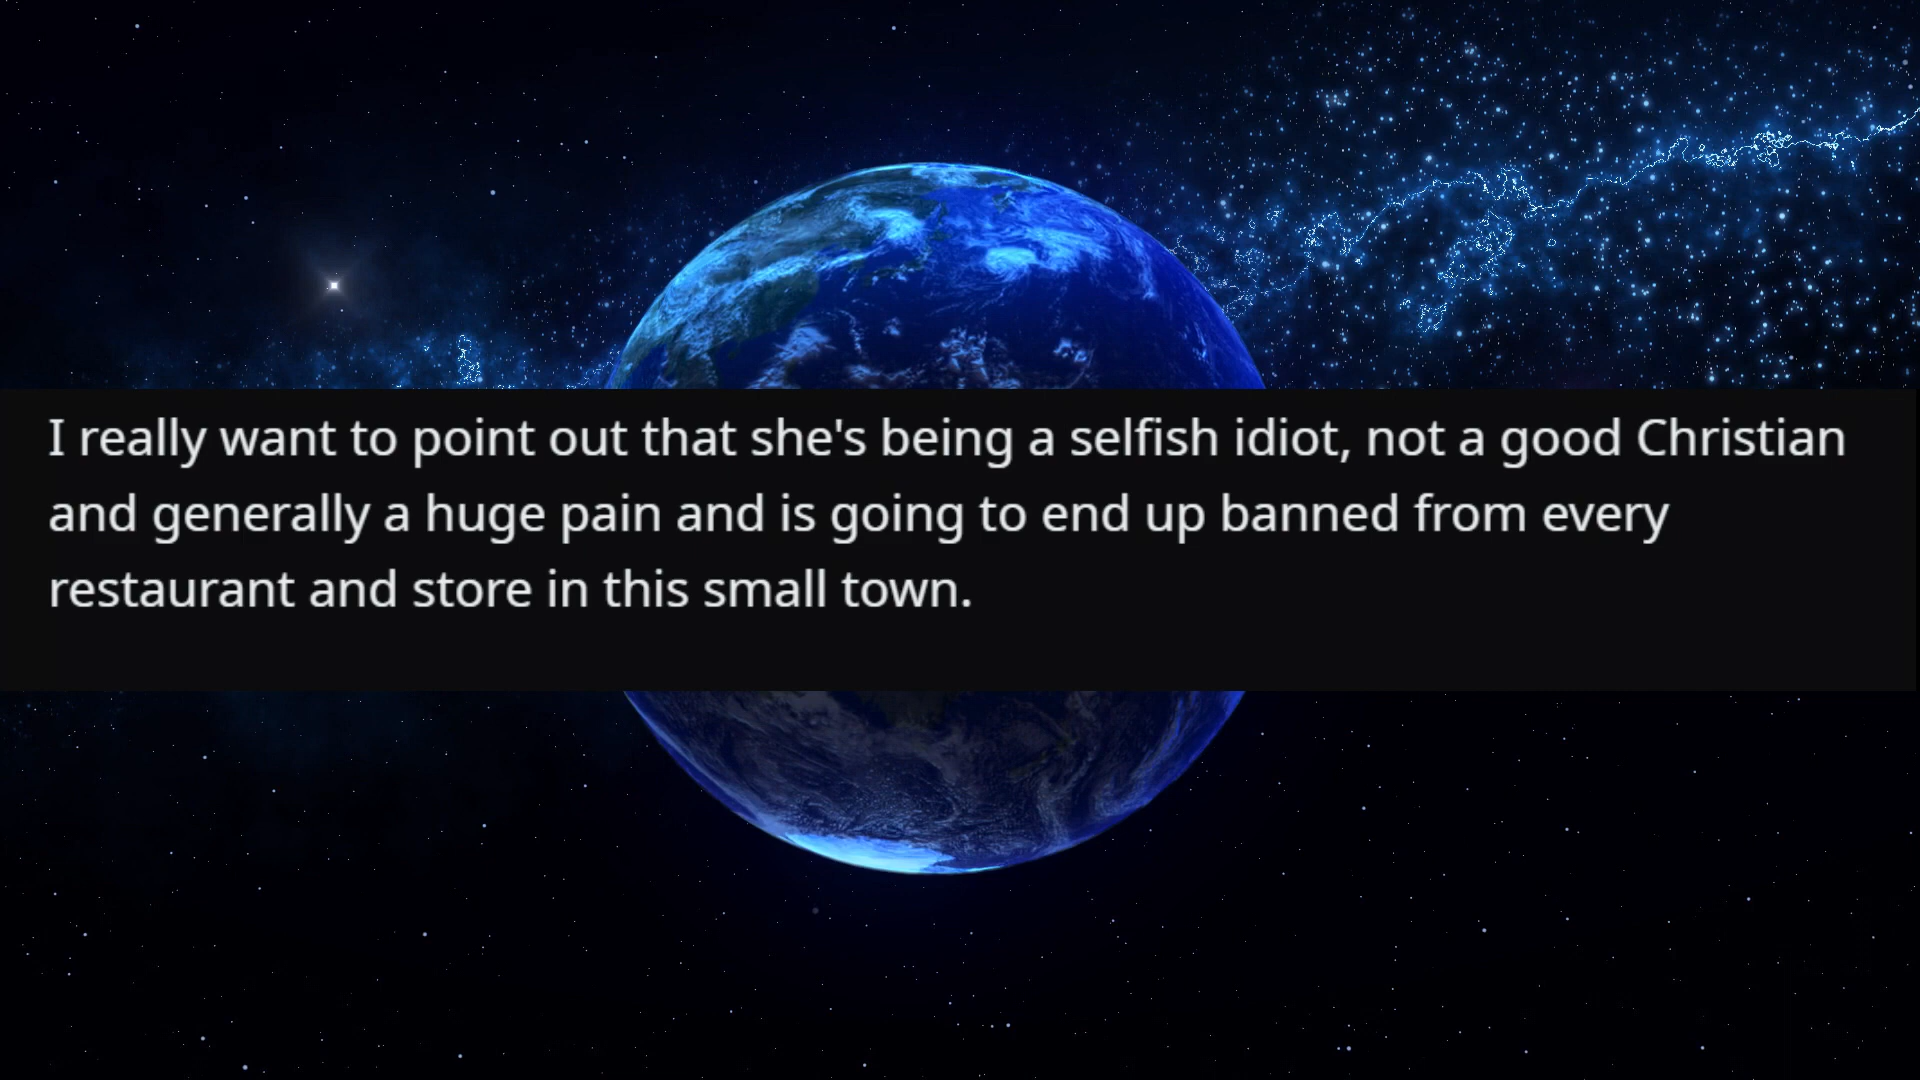 I really want to point out that she's being a selfish idiot, not a good Christian
and generally a huge pain and is going to end up banned from every
restaurant and store in this small town.